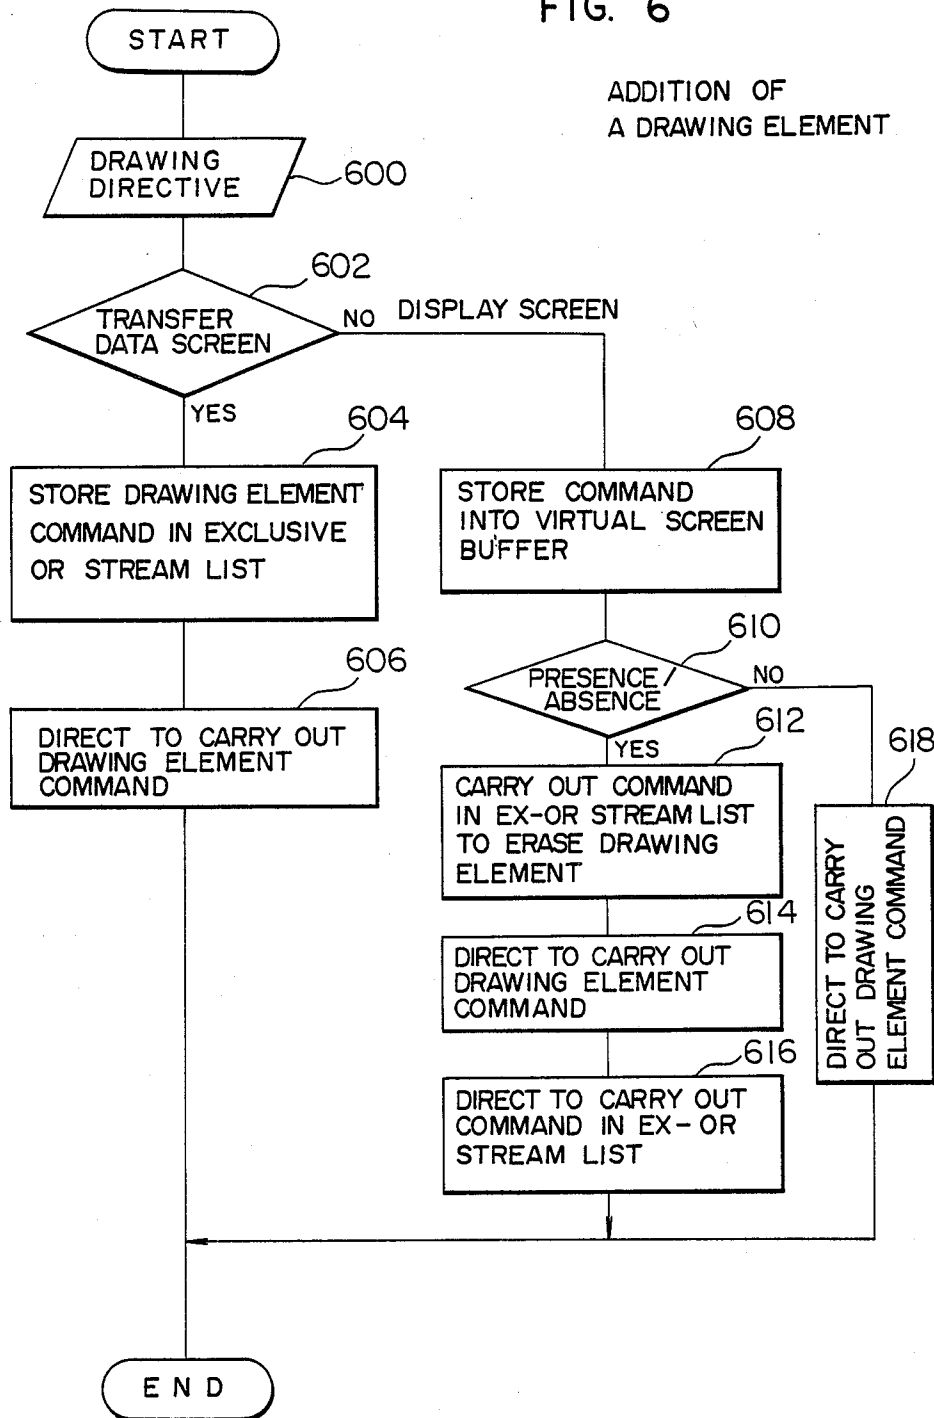 FIG. 6
START
ADDITION OF
A DRAWING ELEMENT
DRAWING
DIRECTIVE
600
602
TRANSFER
DATA SCREEN
NO
DISPLAY SCREEN
YES
604
STORE DRAWING ELEMENT
COMMAND IN EXCLUSIVE
OR STREAM LIST
606
DIRECT TO CARRY OUT
DRAWING ELEMENT
COMMAND
608
STORE COMMAND
INTO VIRTUAL SCREEN
BUFFER
610
PRESENCE /
ABSENCE
NO
YES
612
CARRY OUT COMMAND
IN EX-OR STREAM LIST
TO ERASE DRAWING
ELEMENT
614
DIRECT TO CARRY OUT
DRAWING ELEMENT
COMMAND
616
DIRECT TO CARRY OUT
COMMAND IN EX-OR
STREAM LIST
618
DIRECT TO CARRY
OUT DRAWING
ELEMENT COMMAND
END